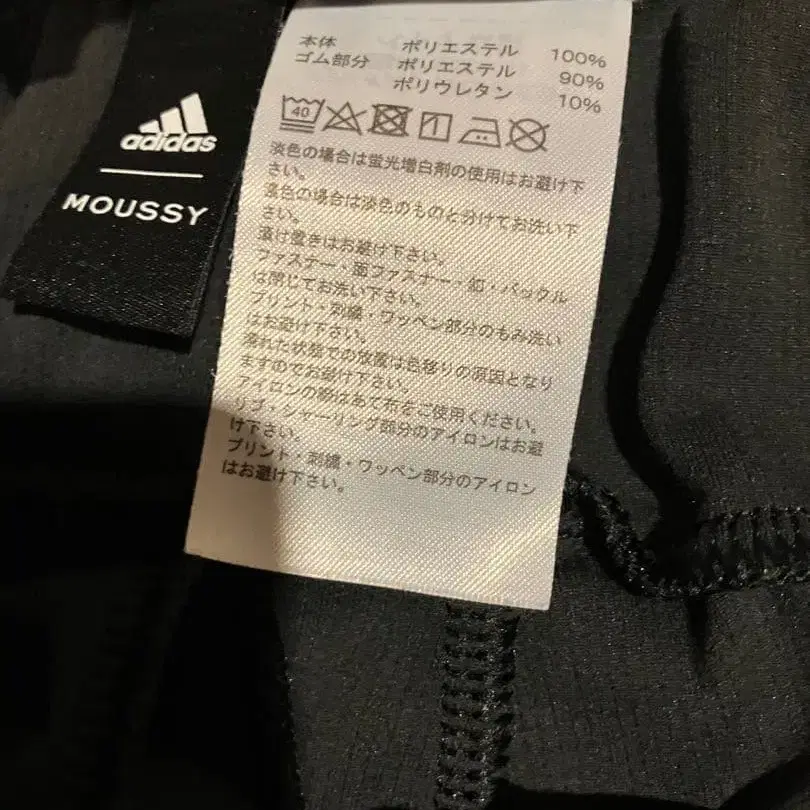 adidas
MOUSSY
本体 ポリエステル 100%
ゴム部分 ポリエステル 90%
ポリウレタン 10%
40
淡色の場合は蛍光増白剤の使用はお避け下
さい。
濃色の場合は淡色のものと分けてお洗い下
さい。
漬け置きはお避け下さい。
ファスナー・面ファスナー・釦・バックル
は閉じてお洗い下さい。
プリント・刺繍・ワッペン部分のもみ洗い
はお避け下さい。
濡れた状態での放置は色移りの原因となり
ますのでお避け下さい。
アイロンの際はあて布をご使用ください。
リブ・シャーリング部分のアイロンはお避
け下さい。
プリント・刺繍・ワッペン部分のアイロン
はお避け下さい。